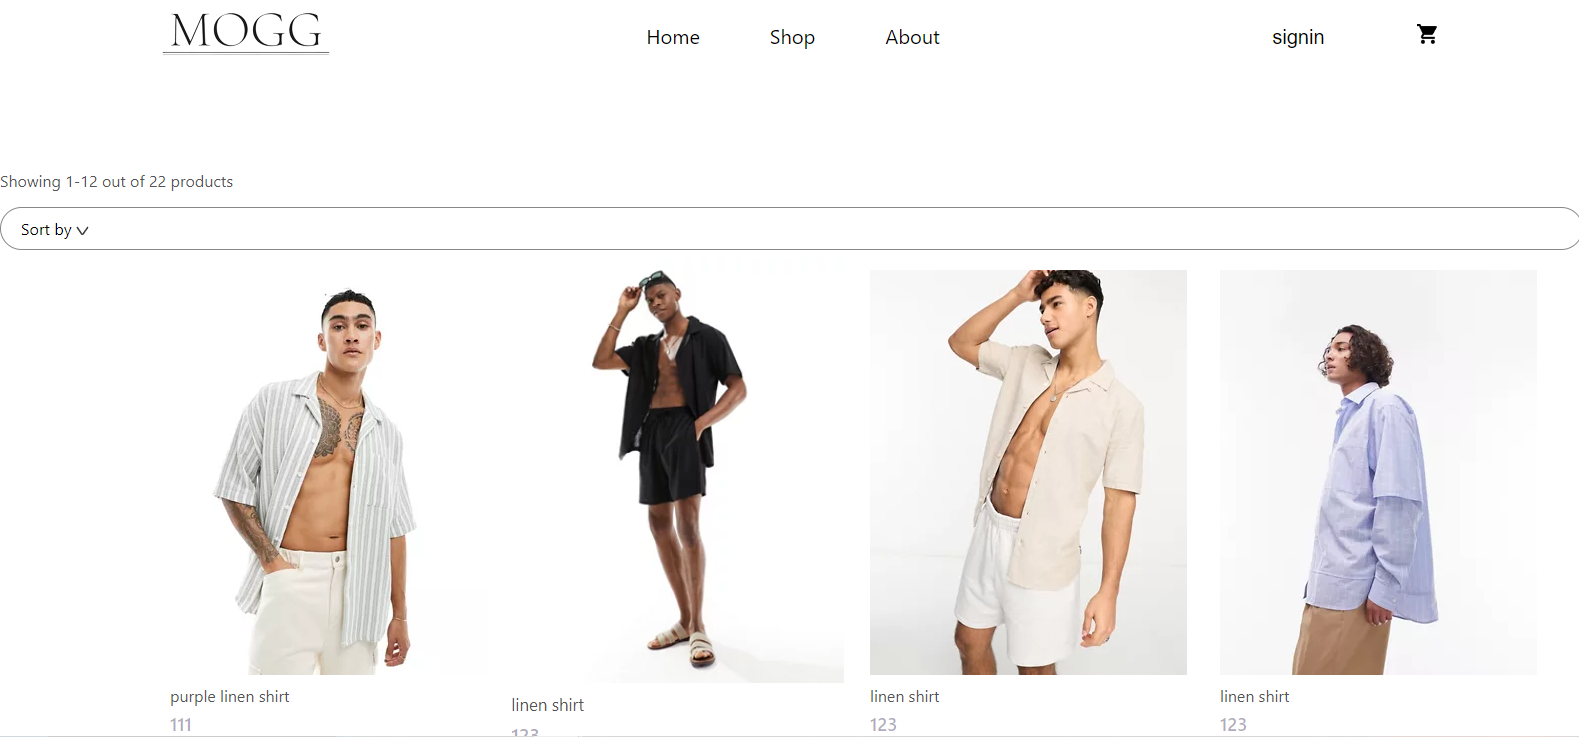 MOGG
Home Shop About signin
Showing 1-12 out of 22 products
Sort by
purple linen shirt
111
linen shirt
123
linen shirt
123
linen shirt
123